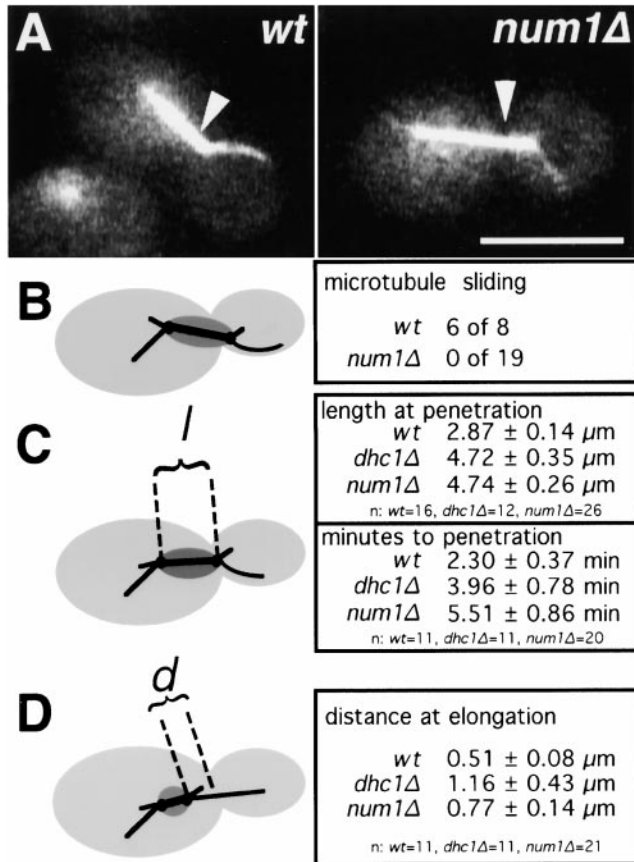 A
wt
num1Δ
B
microtubule sliding
wt 6 of 8
num1Δ 0 of 19
C
l
length at penetration
wt 2.87 ± 0.14 µm
dhc1Δ 4.72 ± 0.35 µm
num1Δ 4.74 ± 0.26 µm
n: wt=16, dhc1Δ=12, num1Δ=26
minutes to penetration
wt 2.30 ± 0.37 min
dhc1Δ 3.96 ± 0.78 min
num1Δ 5.51 ± 0.86 min
n: wt=11, dhc1Δ=11, num1Δ=20
D
d
distance at elongation
wt 0.51 ± 0.08 µm
dhc1Δ 1.16 ± 0.43 µm
num1Δ 0.77 ± 0.14 µm
n: wt=11, dhc1Δ=11, num1Δ=21